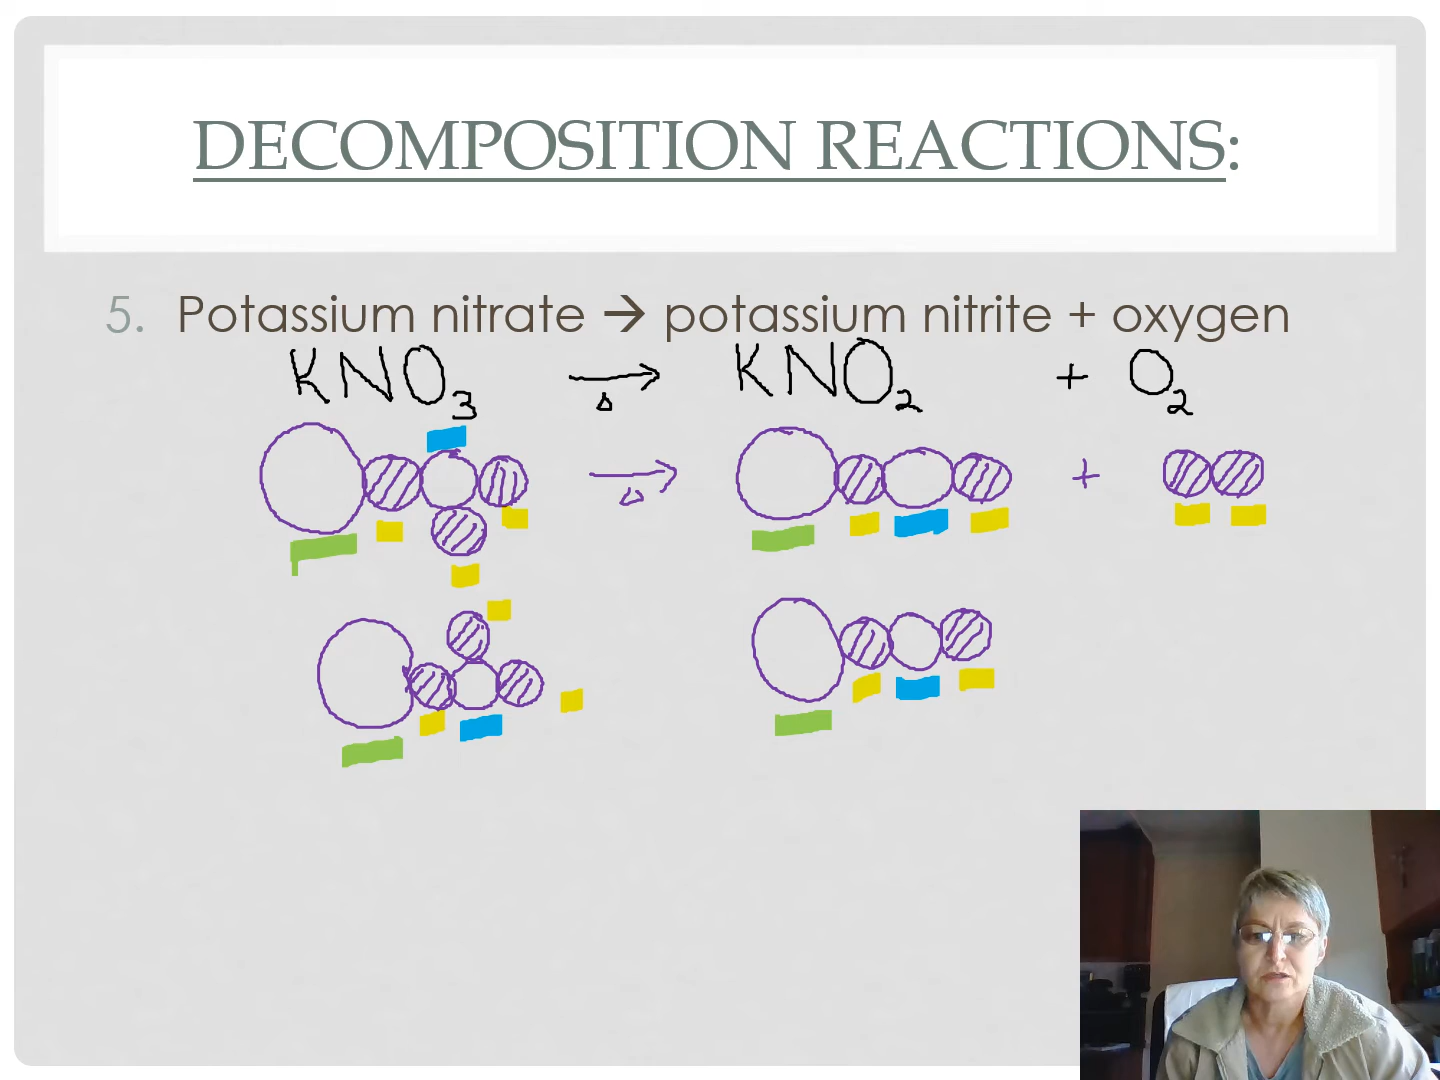 DECOMPOSITION REACTIONS:
5. Potassium nitrate → potassium nitrite + oxygen
KNO₃ →Δ KNO₂ + O₂
→Δ +